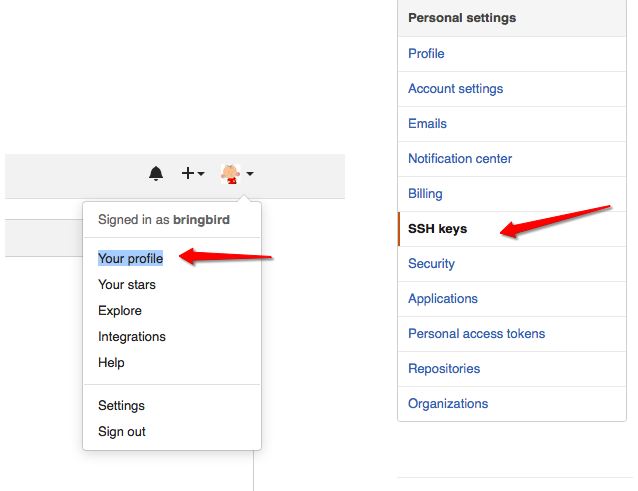 Signed in as bringbird
Your profile
Your stars
Explore
Integrations
Help
Settings
Sign out
Personal settings
Profile
Account settings
Emails
Notification center
Billing
SSH keys
Security
Applications
Personal access tokens
Repositories
Organizations